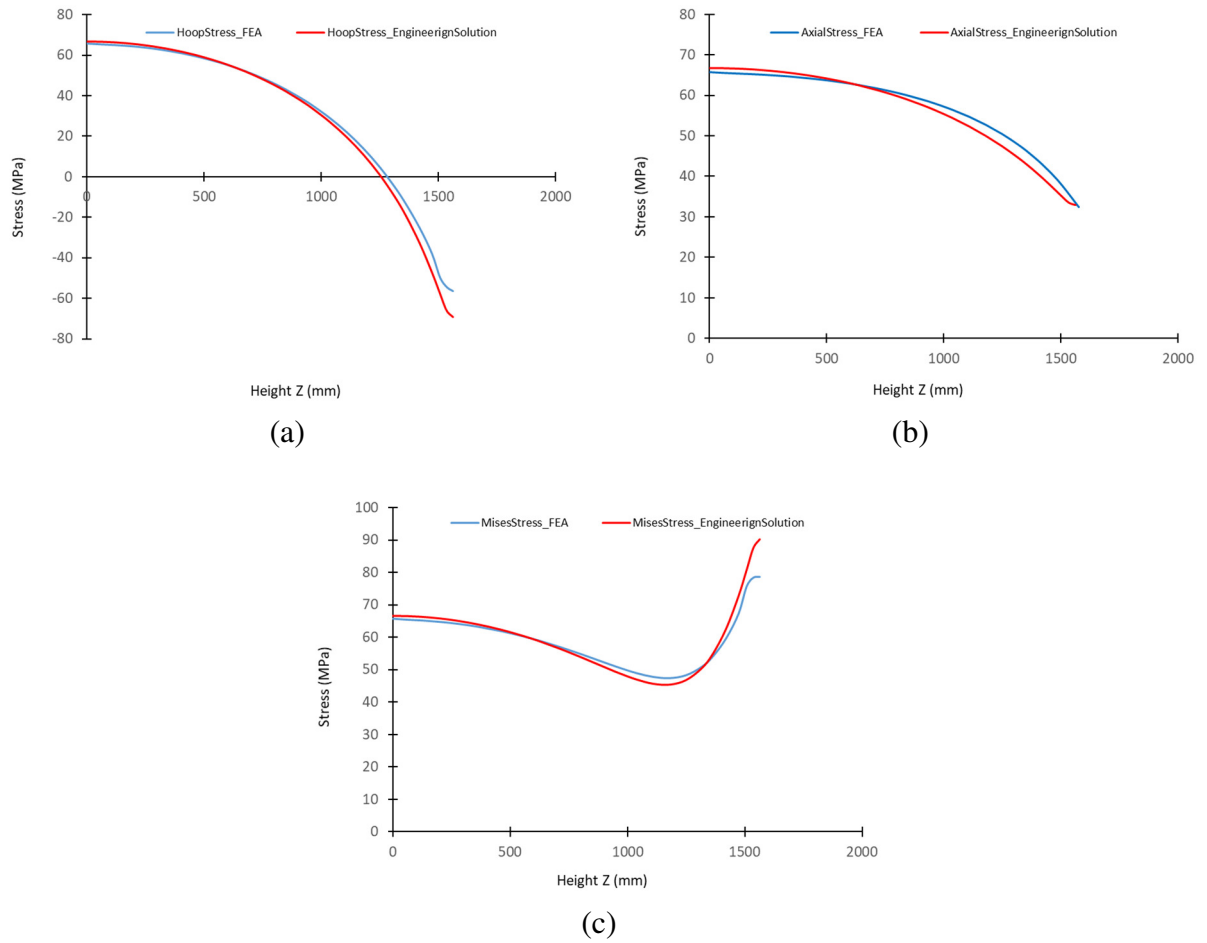 HoopStress_FEA HoopStress_EngineerignSolution
80
60
40
20
0
-20
-40
-60
-80
0 500 1000 1500 2000
Stress (MPa)
Height Z (mm)
(a)
AxialStress_FEA AxialStress_EngineerignSolution
80
70
60
50
40
30
20
10
0
0 500 1000 1500 2000
Stress (MPa)
Height Z (mm)
(b)
MisesStress_FEA MisesStress_EngineerignSolution
100
90
80
70
60
50
40
30
20
10
0
0 500 1000 1500 2000
Stress (MPa)
Height Z (mm)
(c)